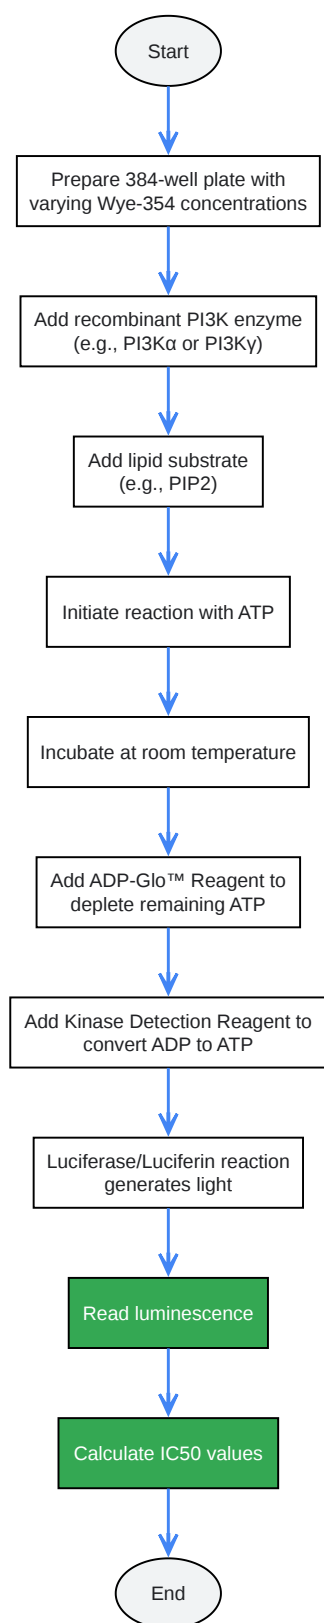 Start
Prepare 384-well plate with
varying Wye-354 concentrations
Add recombinant PI3K enzyme
(e.g., PI3Kα or PI3Kγ)
Add lipid substrate
(e.g., PIP2)
Initiate reaction with ATP
Incubate at room temperature
Add ADP-Glo™ Reagent to
deplete remaining ATP
Add Kinase Detection Reagent to
convert ADP to ATP
Luciferase/Luciferin reaction
generates light
Read luminescence
Calculate IC50 values
End